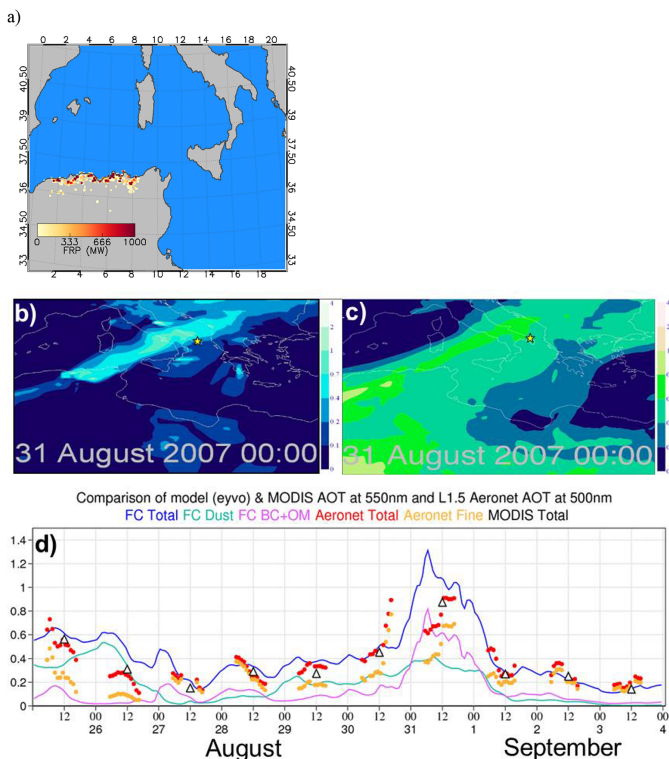 a)
0 2 4 6 8 10 12 14 16 20
40.50 40.50
39 39
37.50 37.50
36 36
34.50 34.50
33 33
0 333 666 1000
FRP (MW)
2 4 6 8 10 12 14 16 18
b)
31 August 2007 00:00
c)
31 August 2007 00:00
Comparison of model (eyvo) & MODIS AOT at 550nm and L1.5 Aeronet AOT at 500nm
FC Total FC Dust FC BC+OM Aeronet Total Aeronet Fine MODIS Total
d)
1.4
1.2
1
0.8
0.6
0.4
0.2
0
12 00 12 00 12 00 12 00 12 00 12 00 12 00 12 00 12 00 12 00
26 27 28 29 30 31 1 2 3 4
August September